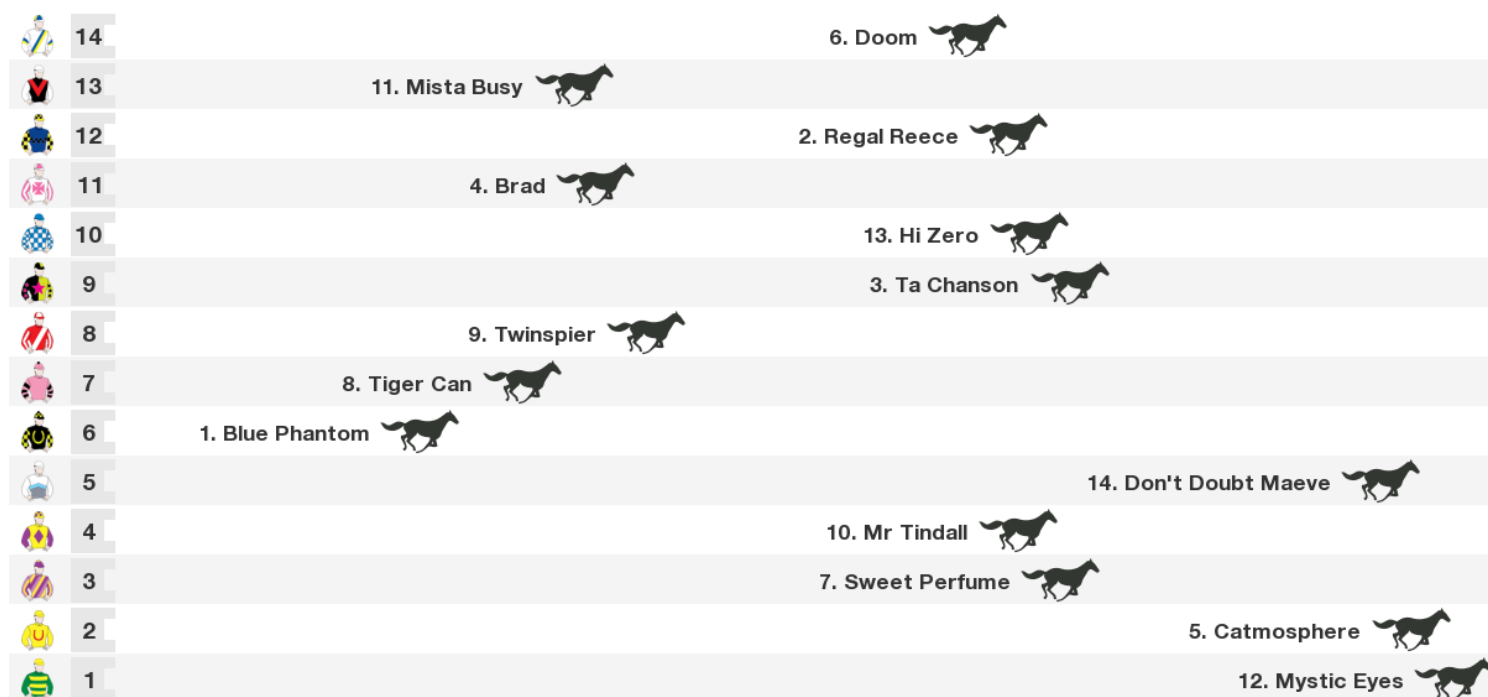 14 6. Doom
13 11. Mista Busy
12 2. Regal Reece
11 4. Brad
10 13. Hi Zero
9 3. Ta Chanson
8 9. Twinspier
7 8. Tiger Can
6 1. Blue Phantom
5 14. Don't Doubt Maeve
4 10. Mr Tindall
3 7. Sweet Perfume
2 5. Catmosphere
1 12. Mystic Eyes